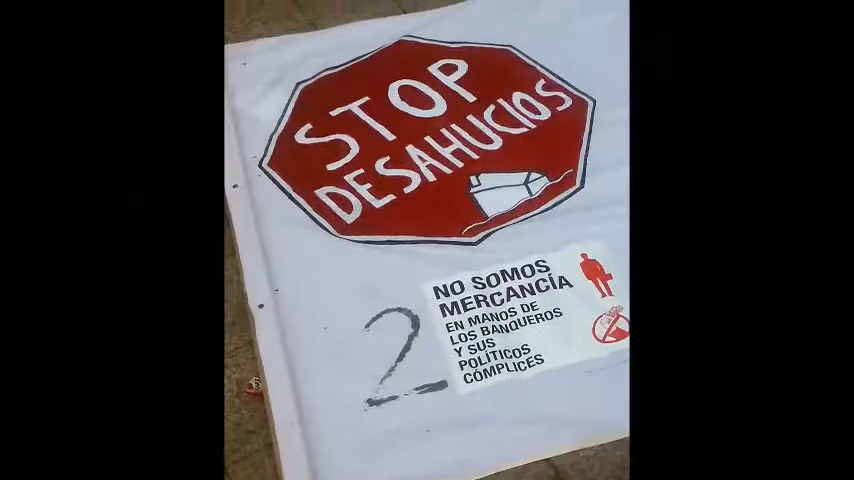 STOP
DESAHUCIOS
NO SOMOS
MERCANCÍA
EN MANOS DE
LOS BANQUEROS
Y SUS
POLÍTICOS
CÓMPLICES
2